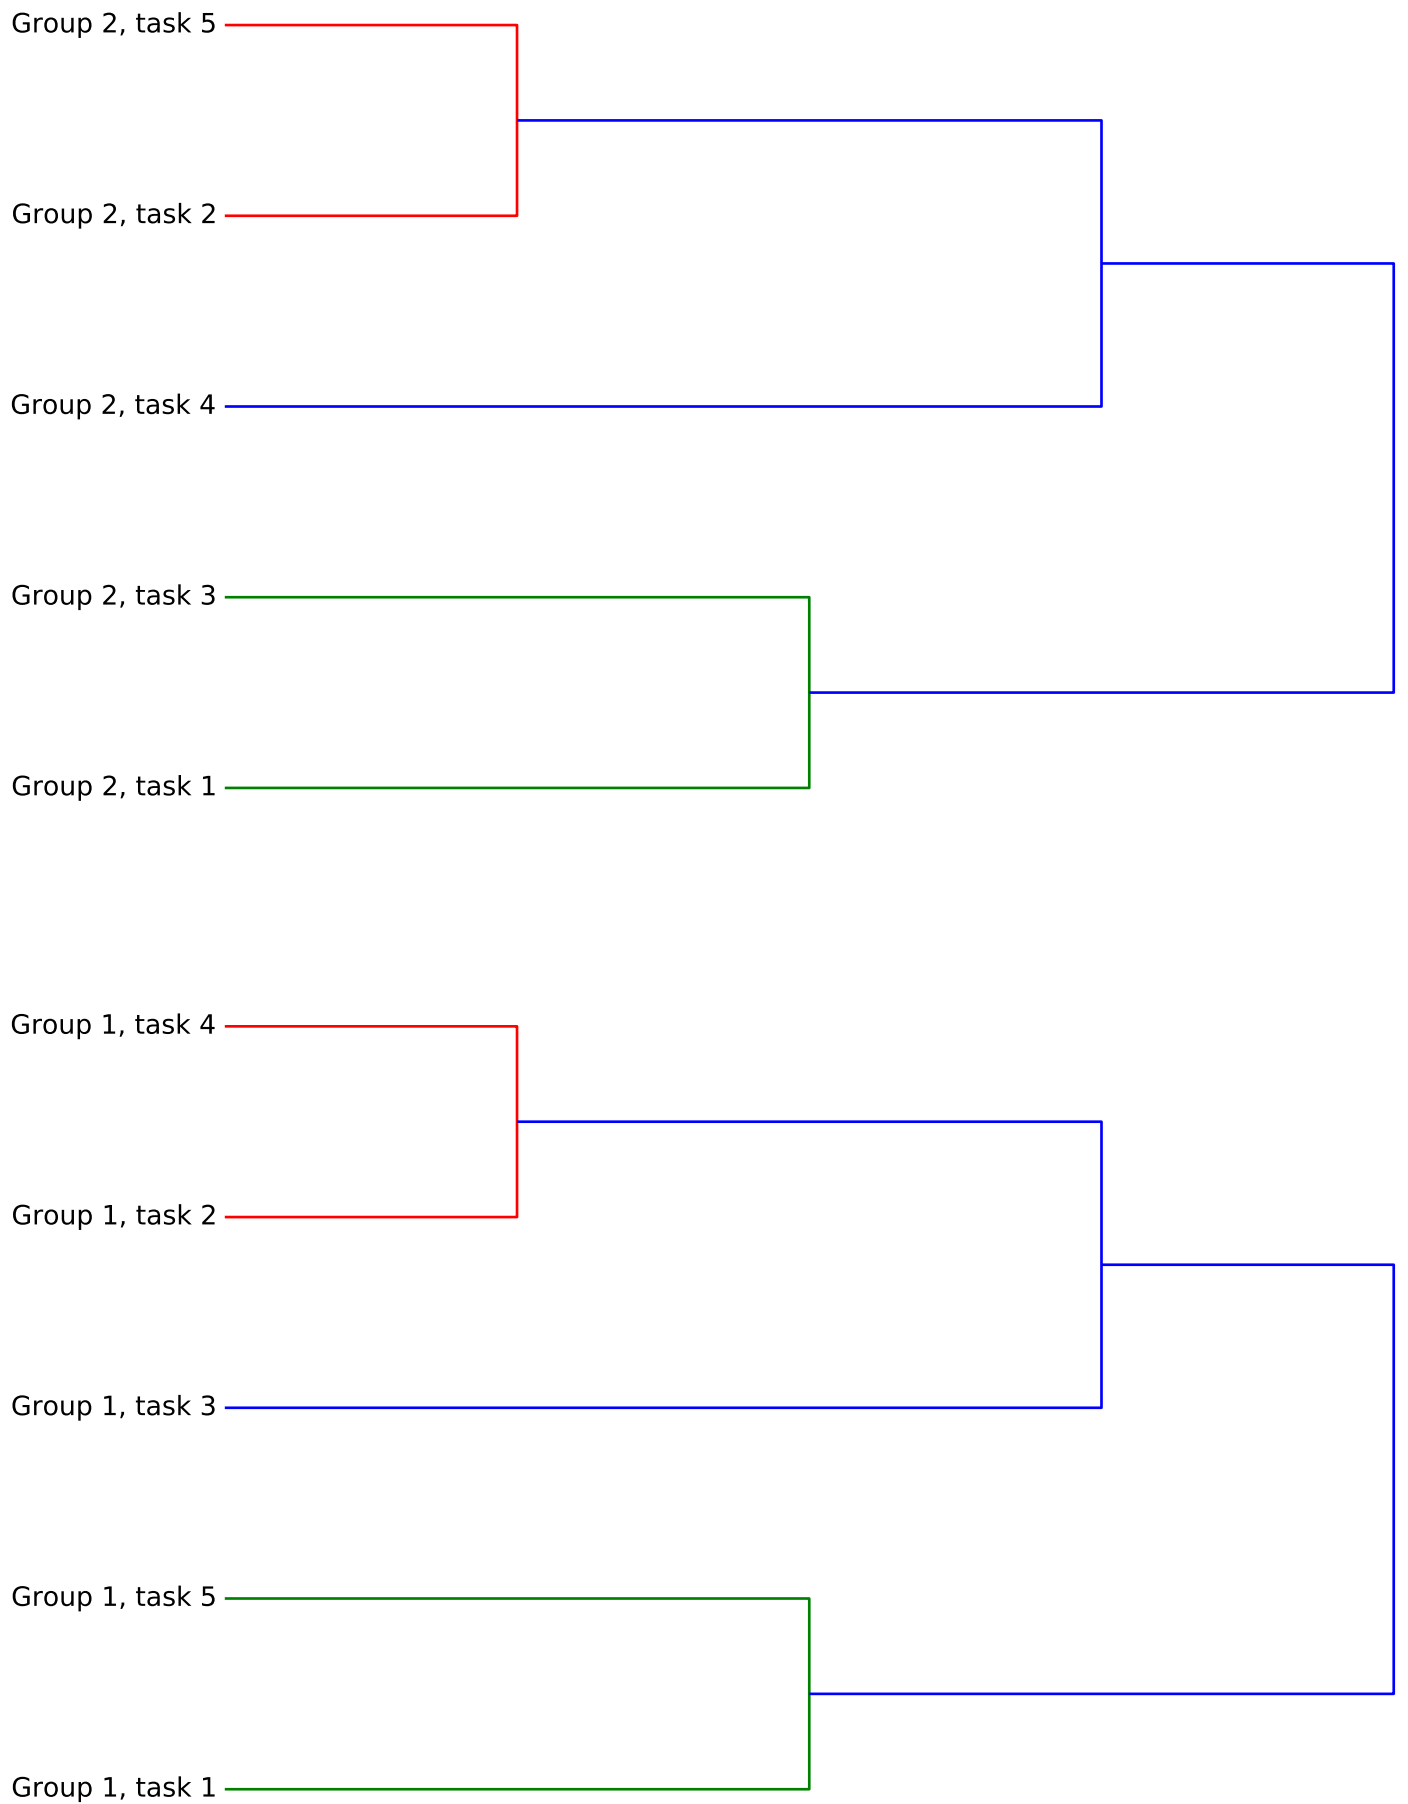 Group 2, task 5
Group 2, task 2
Group 2, task 4
Group 2, task 3
Group 2, task 1
Group 1, task 4
Group 1, task 2
Group 1, task 3
Group 1, task 5
Group 1, task 1